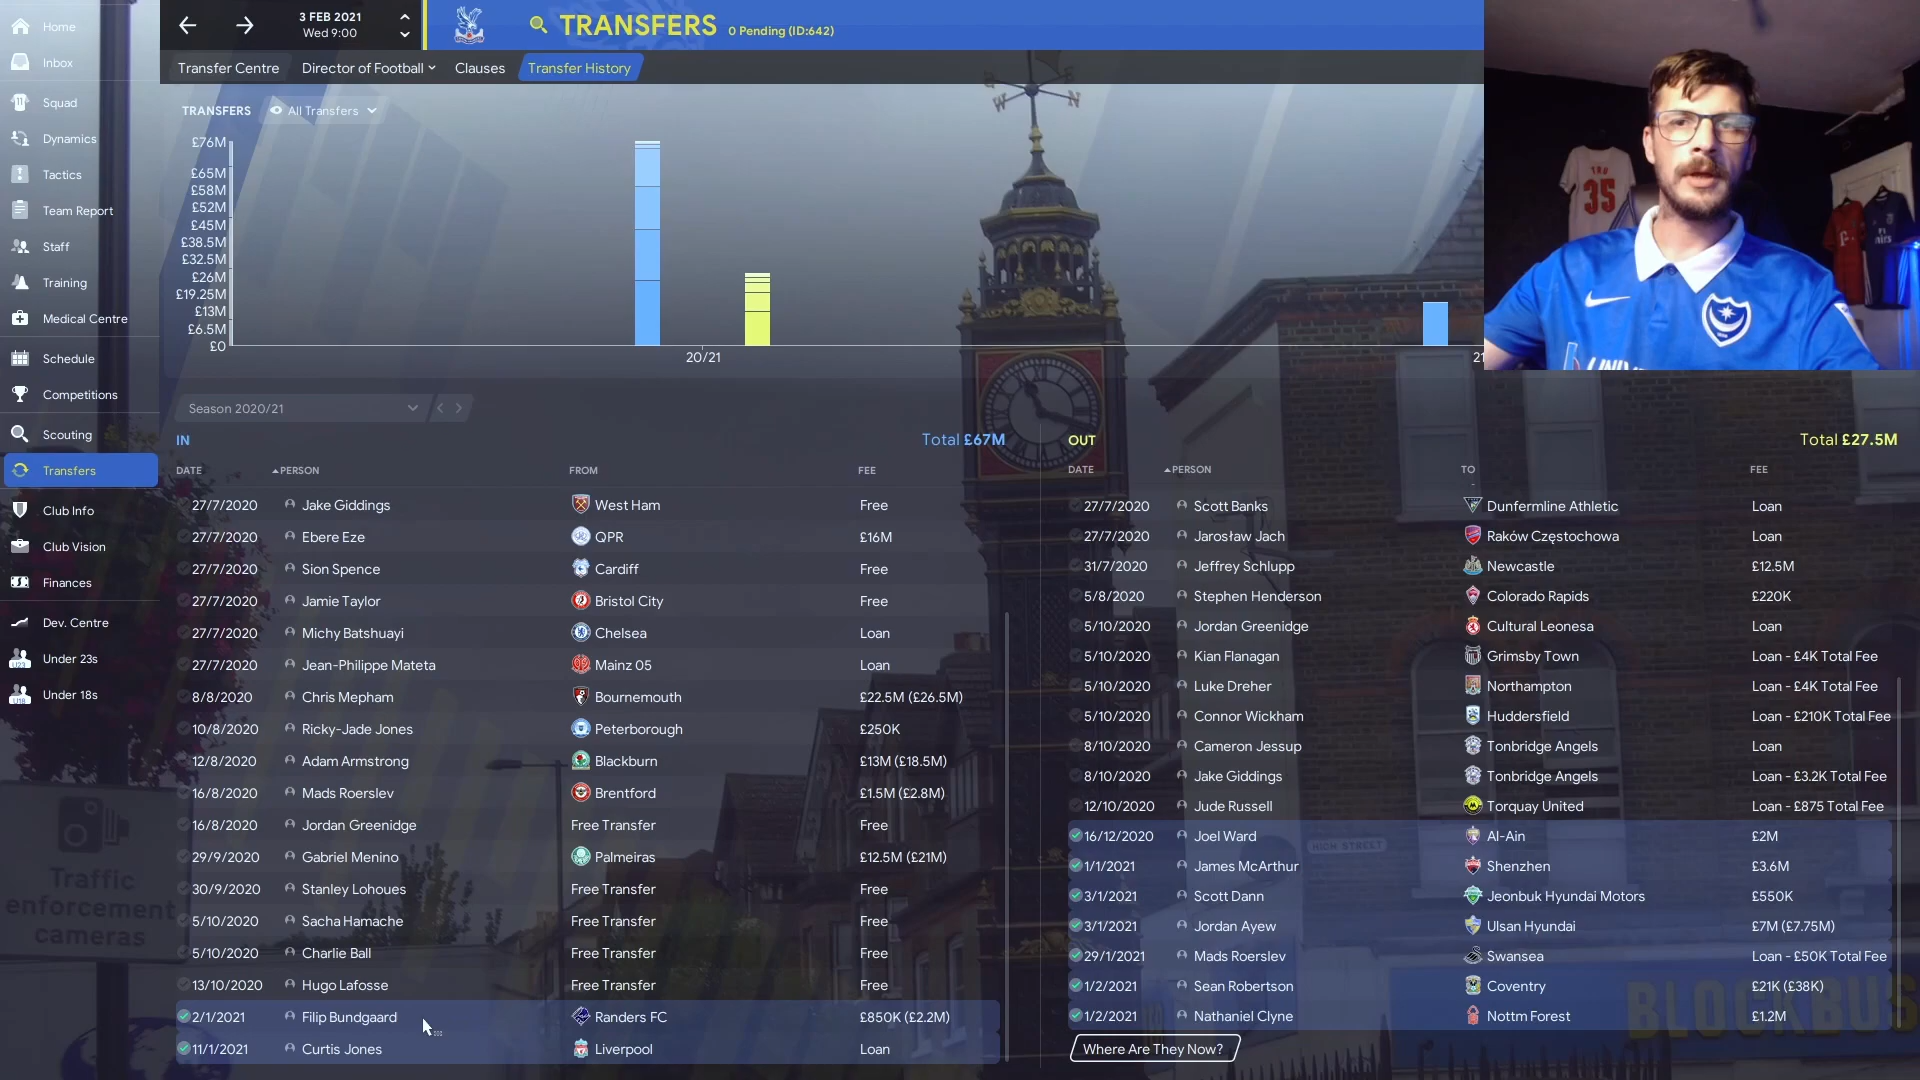 Home
Inbox
Squad
Dynamics
Tactics
Team Report
Staff
Training
Medical Centre
Schedule
Competitions
Scouting
Transfers
Club Info
Club Vision
Finances
Dev. Centre
Under 23s
Under 18s
3 FEB 2021
Wed 9:00
TRANSFERS 0 Pending (ID:642)
Transfer Centre Director of Football Clauses Transfer History
TRANSFERS All Transfers
£76M
£65M
£58M
£52M
£45M
£38.5M
£32.5M
£26M
£19.25M
£13M
£6.5M
£0
20/21
21
35
Season 2020/21
IN Total £67M
DATE PERSON FROM FEE
27/7/2020 Jake Giddings West Ham Free
27/7/2020 Ebere Eze QPR £16M
27/7/2020 Sion Spence Cardiff Free
27/7/2020 Jamie Taylor Bristol City Free
27/7/2020 Michy Batshuayi Chelsea Loan
27/7/2020 Jean-Philippe Mateta Mainz 05 Loan
8/8/2020 Chris Mepham Bournemouth £22.5M (£26.5M)
10/8/2020 Ricky-Jade Jones Peterborough £250K
12/8/2020 Adam Armstrong Blackburn £13M (£18.5M)
16/8/2020 Mads Roerslev Brentford £1.5M (£2.8M)
16/8/2020 Jordan Greenidge Free Transfer Free
29/9/2020 Gabriel Menino Palmeiras £12.5M (£21M)
30/9/2020 Stanley Lohoues Free Transfer Free
5/10/2020 Sacha Hamache Free Transfer Free
5/10/2020 Charlie Ball Free Transfer Free
13/10/2020 Hugo Lafosse Free Transfer Free
2/1/2021 Filip Bundgaard Randers FC £850K (£2.2M)
11/1/2021 Curtis Jones Liverpool Loan
OUT Total £27.5M
DATE PERSON TO FEE
27/7/2020 Scott Banks Dunfermline Athletic Loan
27/7/2020 Jarosław Jach Raków Częstochowa Loan
31/7/2020 Jeffrey Schlupp Newcastle £12.5M
5/8/2020 Stephen Henderson Colorado Rapids £220K
5/10/2020 Jordan Greenidge Cultural Leonesa Loan
5/10/2020 Kian Flanagan Grimsby Town Loan - £4K Total Fee
5/10/2020 Luke Dreher Northampton Loan - £4K Total Fee
5/10/2020 Connor Wickham Huddersfield Loan - £210K Total Fee
8/10/2020 Cameron Jessup Tonbridge Angels Loan
8/10/2020 Jake Giddings Tonbridge Angels Loan - £3.2K Total Fee
12/10/2020 Jude Russell Torquay United Loan - £875 Total Fee
16/12/2020 Joel Ward Al-Ain £2M
1/1/2021 James McArthur Shenzhen £3.6M
3/1/2021 Scott Dann Jeonbuk Hyundai Motors £550K
3/1/2021 Jordan Ayew Ulsan Hyundai £7M (£7.75M)
29/1/2021 Mads Roerslev Swansea Loan - £50K Total Fee
1/2/2021 Sean Robertson Coventry £21K (£38K)
1/2/2021 Nathaniel Clyne Nottm Forest £1.2M
Where Are They Now?
Traffic
enforcement
cameras
HIGH STREET
BLOCKBUS